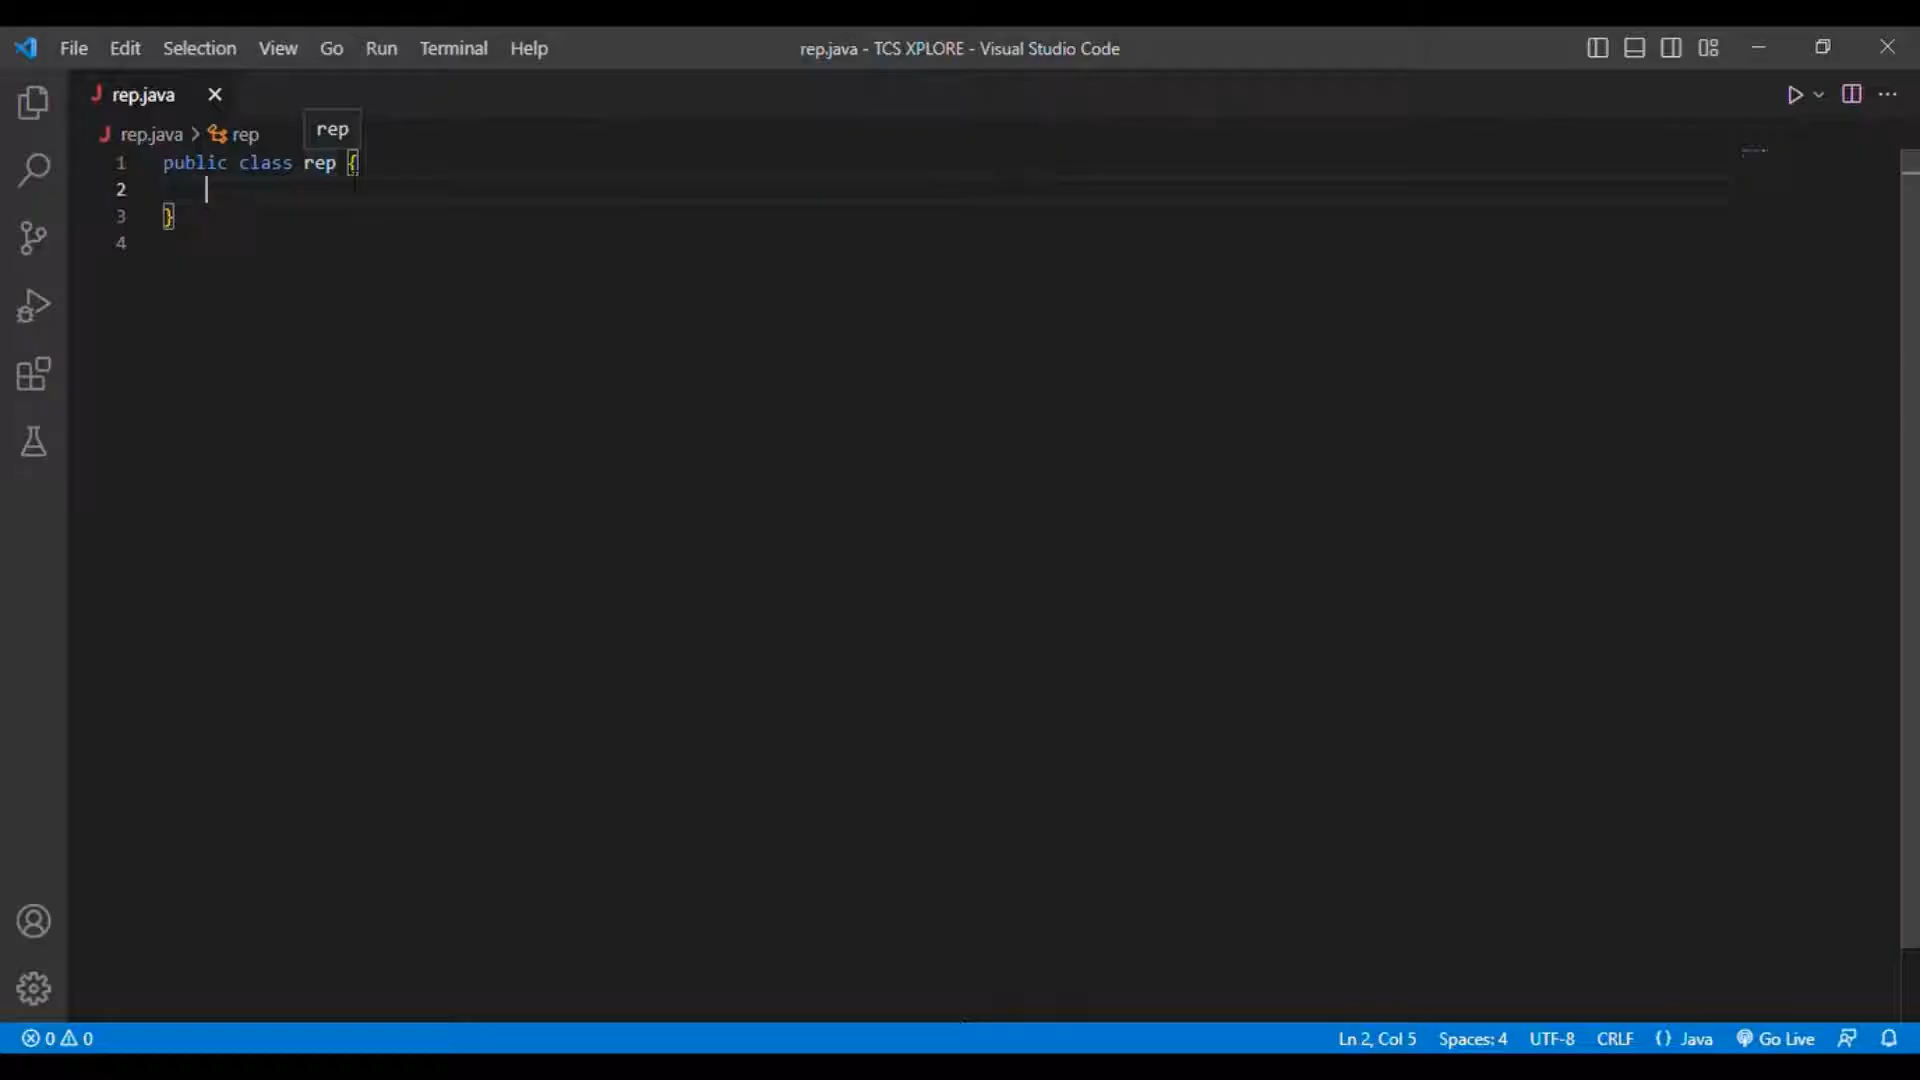 File Edit Selection View Go Run Terminal Help
rep.java - TCS XPLORE - Visual Studio Code
rep.java
rep.java > rep
rep
1 public class rep {
2
3 }
4
0 0
Ln 2, Col 5 Spaces: 4 UTF-8 CRLF {} Java Go Live